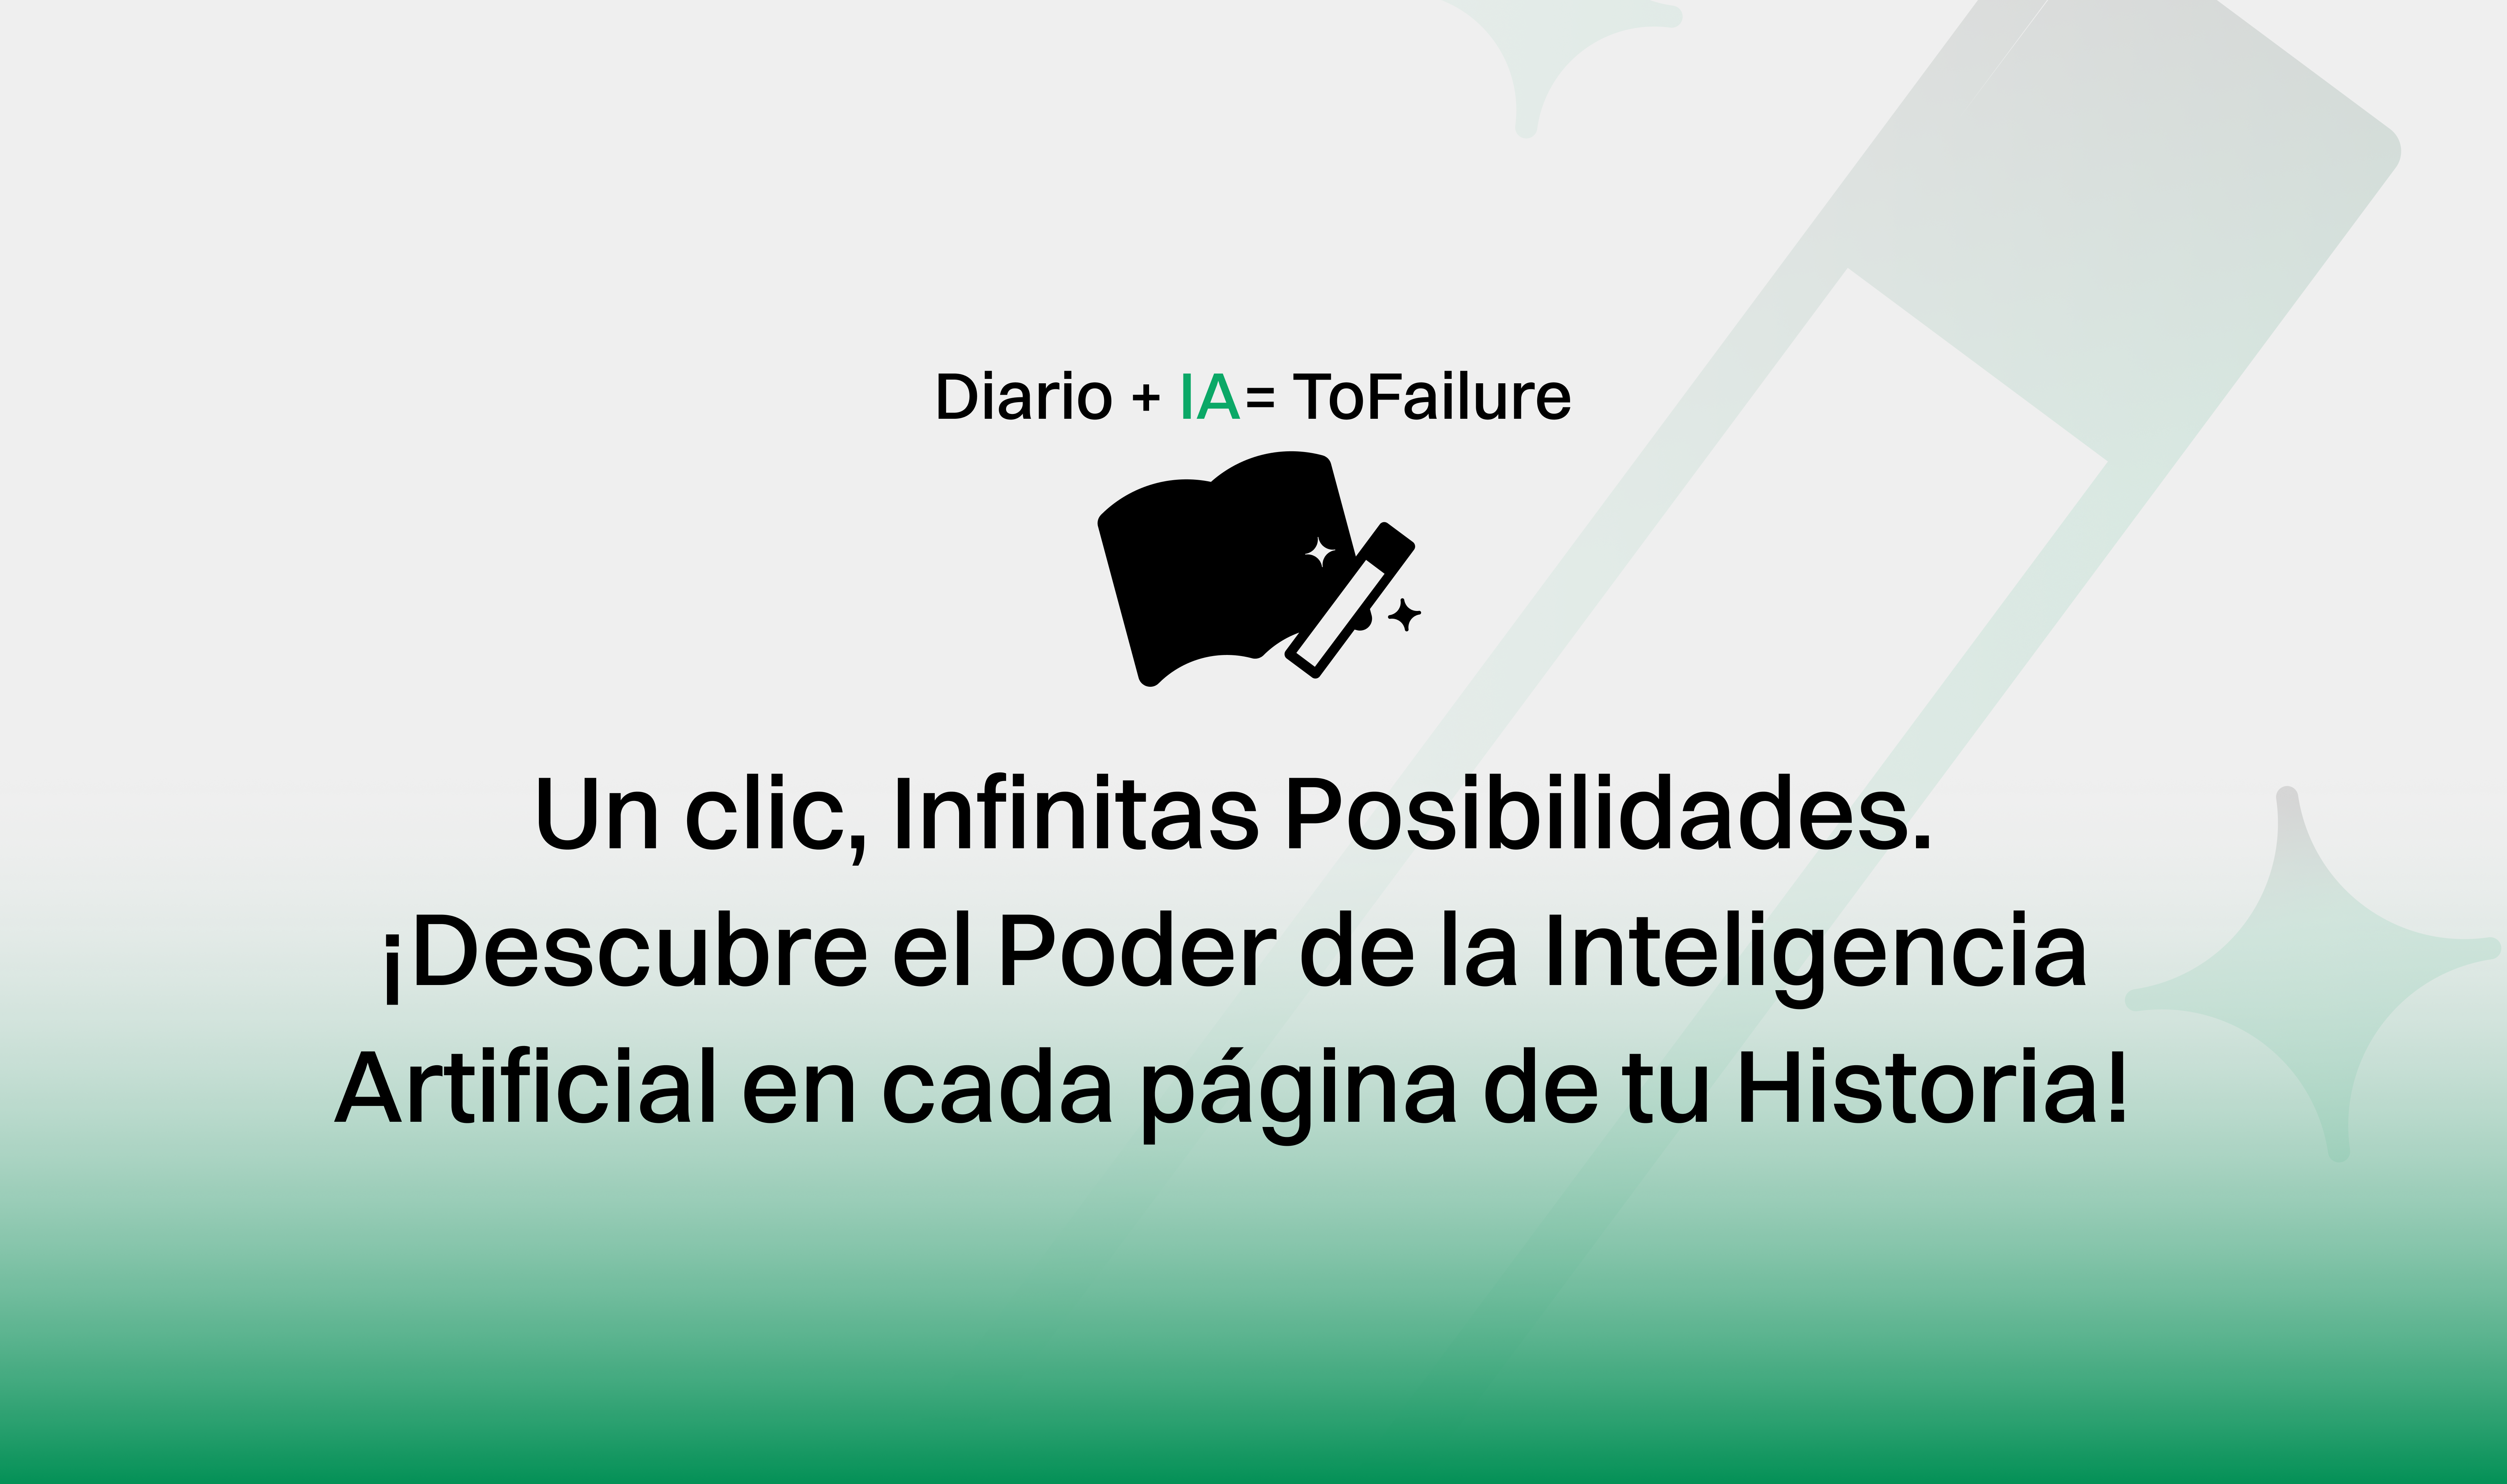 Diario + IA= ToFailure
Un clic, Infinitas Posibilidades.
¡Descubre el Poder de la Inteligencia
Artificial en cada página de tu Historia!